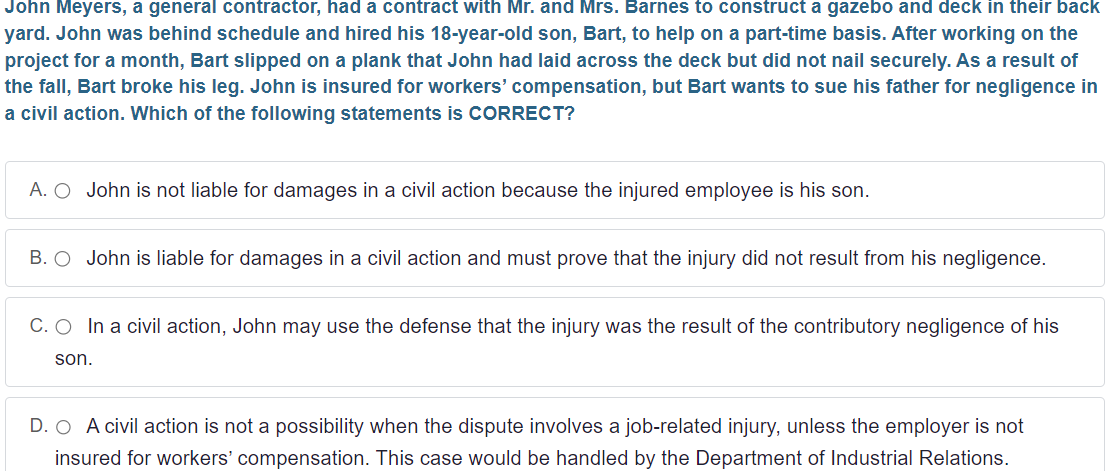 John Meyers, a general contractor, had a contract with Mr. and Mrs. Barnes to construct a gazebo and deck in their back
yard. John was behind schedule and hired his 18-year-old son, Bart, to help on a part-time basis. After working on the
project for a month, Bart slipped on a plank that John had laid across the deck but did not nail securely. As a result of
the fall, Bart broke his leg. John is insured for workers’ compensation, but Bart wants to sue his father for negligence in
a civil action. Which of the following statements is CORRECT?
A. John is not liable for damages in a civil action because the injured employee is his son.
B. John is liable for damages in a civil action and must prove that the injury did not result from his negligence.
C. In a civil action, John may use the defense that the injury was the result of the contributory negligence of his
son.
D. A civil action is not a possibility when the dispute involves a job-related injury, unless the employer is not
insured for workers’ compensation. This case would be handled by the Department of Industrial Relations.